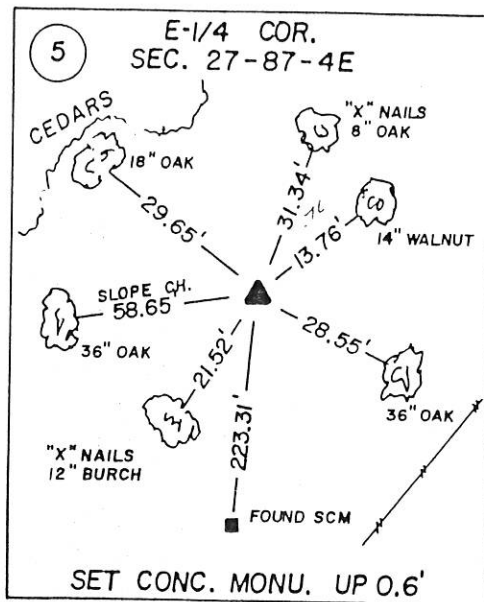 5
E-1/4 COR.
SEC. 27-87-4E
CEDARS
18" OAK
"X" NAILS
8" OAK
29.65'
31.34'
13.76'
14" WALNUT
SLOPE CH.
58.65
36" OAK
28.55'
36" OAK
21.52'
"X" NAILS
12" BURCH
223.31'
FOUND SCM
SET CONC. MONU. UP 0.6'